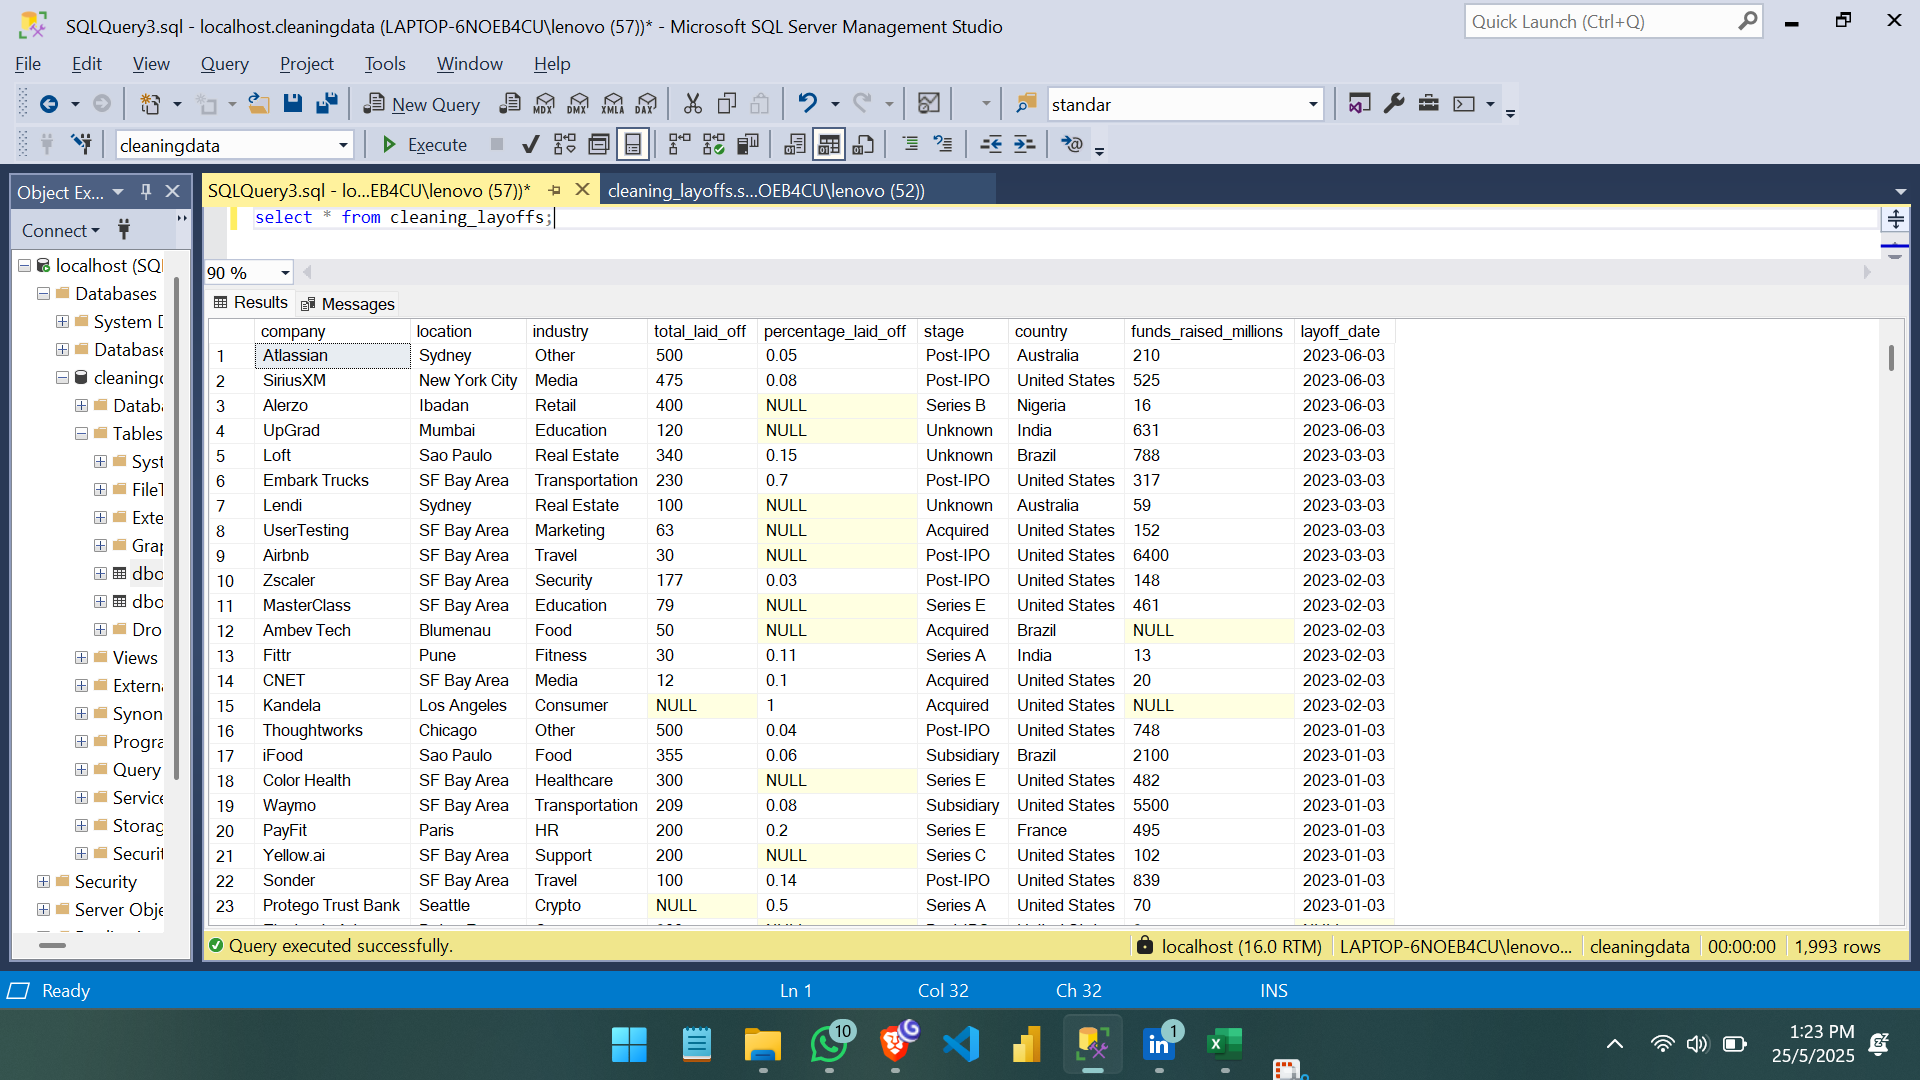 SQLQuery3.sql - localhost.cleaningdata (LAPTOP-6NOEB4CU\lenovo (57))* - Microsoft SQL Server Management Studio
Quick Launch (Ctrl+Q)
File Edit View Query Project Tools Window Help
New Query MDX DMX XMLA DAX standar
cleaningdata Execute
Object Ex...
SQLQuery3.sql - lo...EB4CU\lenovo (57))* cleaning_layoffs.s...OEB4CU\lenovo (52))
select * from cleaning_layoffs;
Connect
90 %
localhost (SQL
Databases
System D
Database
cleaningd
Databa
Tables
Syst
FileT
Exte
Grap
dbo
dbo
Dro
Views
Externa
Synon
Progra
Query
Service
Storag
Securit
Security
Server Obje
Results Messages
company location industry total_laid_off percentage_laid_off stage country funds_raised_millions layoff_date
1 Atlassian Sydney Other 500 0.05 Post-IPO Australia 210 2023-06-03
2 SiriusXM New York City Media 475 0.08 Post-IPO United States 525 2023-06-03
3 Alerzo Ibadan Retail 400 NULL Series B Nigeria 16 2023-06-03
4 UpGrad Mumbai Education 120 NULL Unknown India 631 2023-06-03
5 Loft Sao Paulo Real Estate 340 0.15 Unknown Brazil 788 2023-03-03
6 Embark Trucks SF Bay Area Transportation 230 0.7 Post-IPO United States 317 2023-03-03
7 Lendi Sydney Real Estate 100 NULL Unknown Australia 59 2023-03-03
8 UserTesting SF Bay Area Marketing 63 NULL Acquired United States 152 2023-03-03
9 Airbnb SF Bay Area Travel 30 NULL Post-IPO United States 6400 2023-03-03
10 Zscaler SF Bay Area Security 177 0.03 Post-IPO United States 148 2023-02-03
11 MasterClass SF Bay Area Education 79 NULL Series E United States 461 2023-02-03
12 Ambev Tech Blumenau Food 50 NULL Acquired Brazil NULL 2023-02-03
13 Fittr Pune Fitness 30 0.11 Series A India 13 2023-02-03
14 CNET SF Bay Area Media 12 0.1 Acquired United States 20 2023-02-03
15 Kandela Los Angeles Consumer NULL 1 Acquired United States NULL 2023-02-03
16 Thoughtworks Chicago Other 500 0.04 Post-IPO United States 748 2023-01-03
17 iFood Sao Paulo Food 355 0.06 Subsidiary Brazil 2100 2023-01-03
18 Color Health SF Bay Area Healthcare 300 NULL Series E United States 482 2023-01-03
19 Waymo SF Bay Area Transportation 209 0.08 Subsidiary United States 5500 2023-01-03
20 PayFit Paris HR 200 0.2 Series E France 495 2023-01-03
21 Yellow.ai SF Bay Area Support 200 NULL Series C United States 102 2023-01-03
22 Sonder SF Bay Area Travel 100 0.14 Post-IPO United States 839 2023-01-03
23 Protego Trust Bank Seattle Crypto NULL 0.5 Series A United States 70 2023-01-03
Query executed successfully. localhost (16.0 RTM) LAPTOP-6NOEB4CU\lenovo... cleaningdata 00:00:00 1,993 rows
Ready Ln 1 Col 32 Ch 32 INS
10
1
1:23 PM
25/5/2025